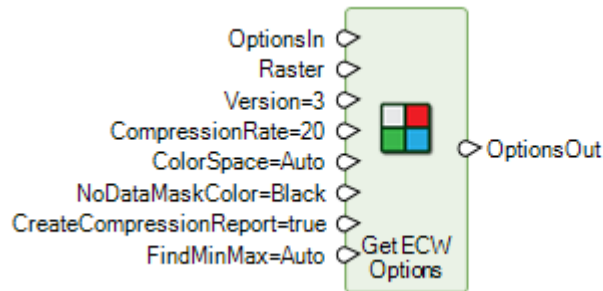 OptionsIn
Raster
Version=3
CompressionRate=20
ColorSpace=Auto
NoDataMaskColor=Black
CreateCompressionReport=true
FindMinMax=Auto
Get ECW
Options
OptionsOut